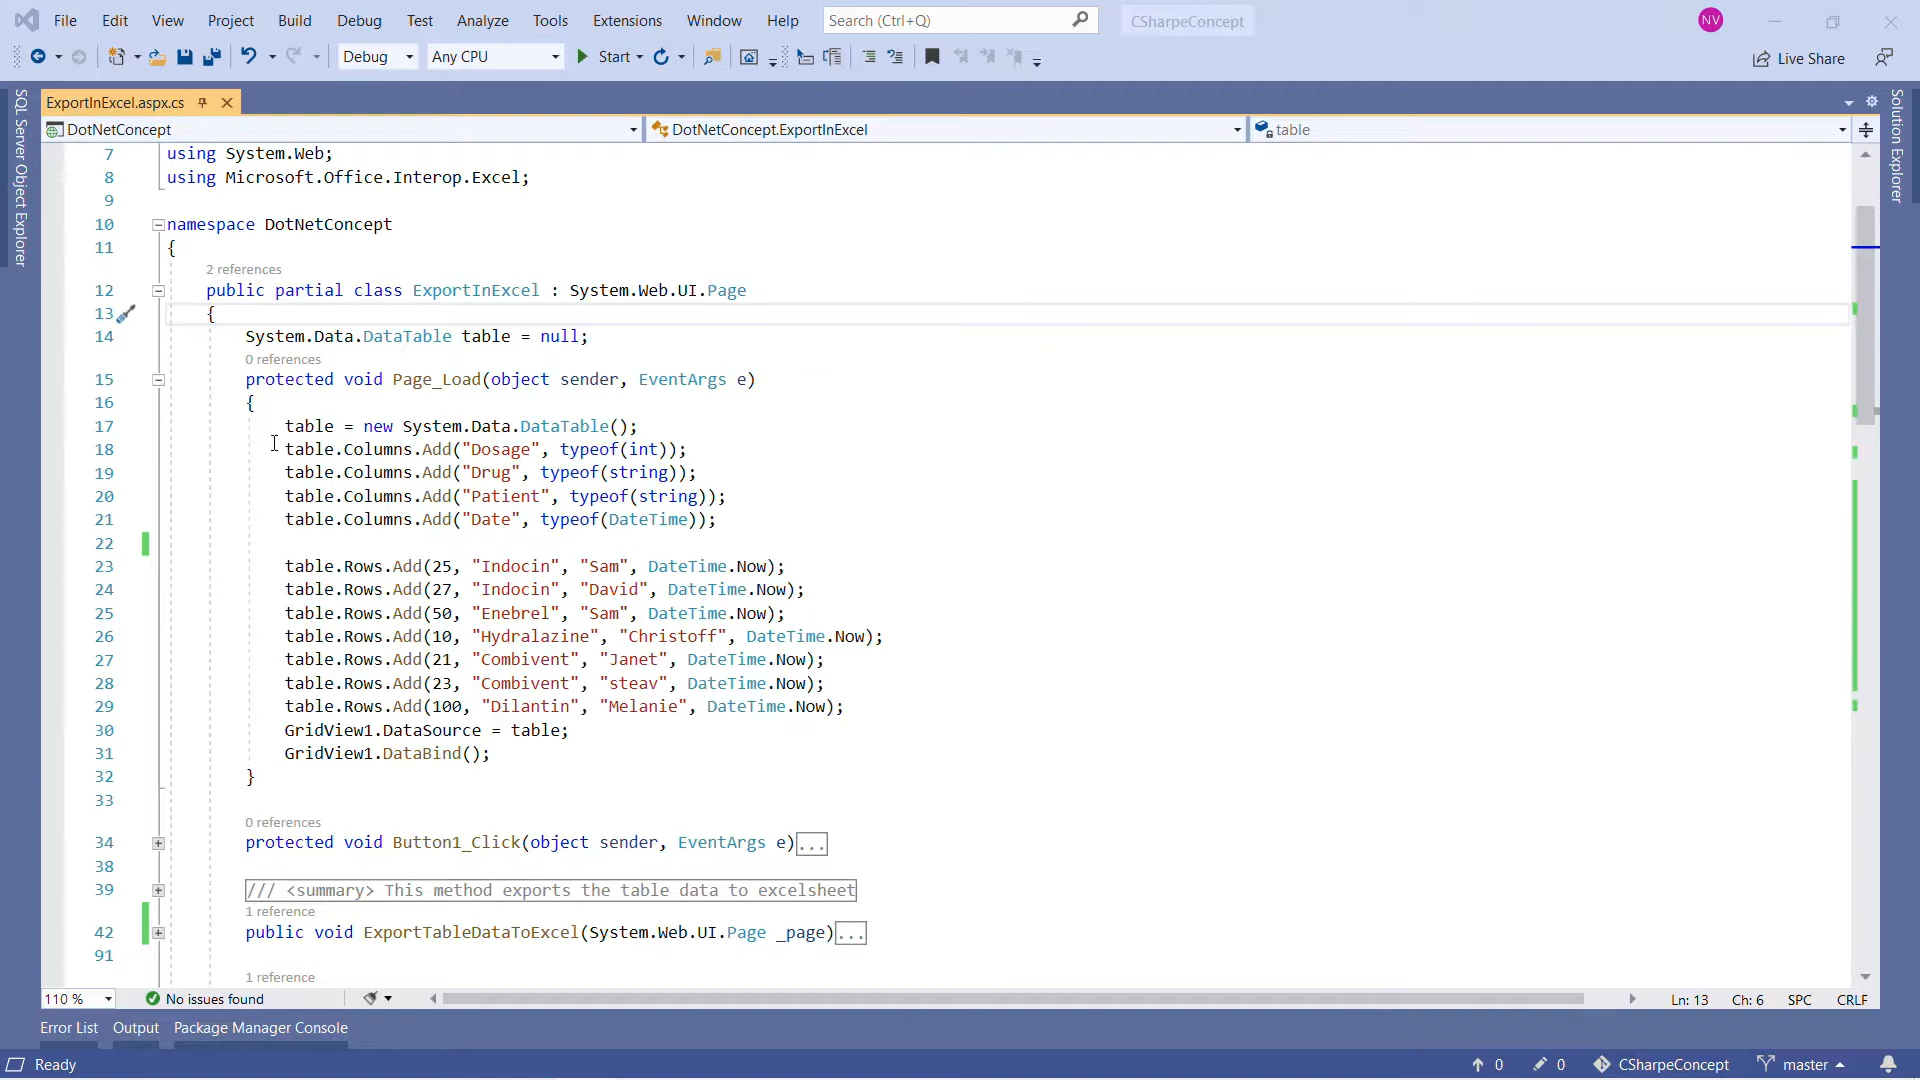 File Edit View Project Build Debug Test Analyze Tools Extensions Window Help Search (Ctrl+Q) CSharpeConcept NV
Debug Any CPU Start Live Share
SQL Server Object Explorer
Solution Explorer
ExportInExcel.aspx.cs
DotNetConcept DotNetConcept.ExportInExcel table
7 using System.Web;
8 using Microsoft.Office.Interop.Excel;
9
10 namespace DotNetConcept
11 {
2 references
12 public partial class ExportInExcel : System.Web.UI.Page
13 {
14 System.Data.DataTable table = null;
0 references
15 protected void Page_Load(object sender, EventArgs e)
16 {
17 table = new System.Data.DataTable();
18 table.Columns.Add("Dosage", typeof(int));
19 table.Columns.Add("Drug", typeof(string));
20 table.Columns.Add("Patient", typeof(string));
21 table.Columns.Add("Date", typeof(DateTime));
22
23 table.Rows.Add(25, "Indocin", "Sam", DateTime.Now);
24 table.Rows.Add(27, "Indocin", "David", DateTime.Now);
25 table.Rows.Add(50, "Enebrel", "Sam", DateTime.Now);
26 table.Rows.Add(10, "Hydralazine", "Christoff", DateTime.Now);
27 table.Rows.Add(21, "Combivent", "Janet", DateTime.Now);
28 table.Rows.Add(23, "Combivent", "steav", DateTime.Now);
29 table.Rows.Add(100, "Dilantin", "Melanie", DateTime.Now);
30 GridView1.DataSource = table;
31 GridView1.DataBind();
32 }
33
0 references
34 protected void Button1_Click(object sender, EventArgs e)...
38
39 /// <summary> This method exports the table data to excelsheet
1 reference
42 public void ExportTableDataToExcel(System.Web.UI.Page _page)...
91
1 reference
110 % No issues found Ln: 13 Ch: 6 SPC CRLF
Error List Output Package Manager Console
Ready 0 0 CSharpeConcept master